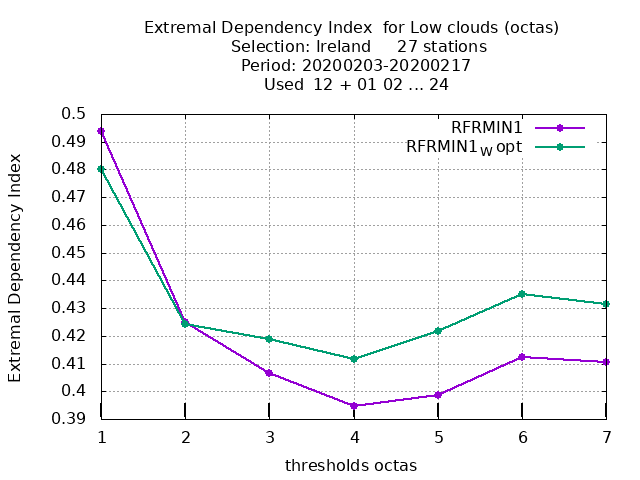 Extremal Dependency Index  for Low clouds (octas)
Selection: Ireland     27 stations
Period: 20200203-20200217
Used  12 + 01 02 ... 24
RFRMIN1
RFRMIN1W opt
Extremal Dependency Index
0.5
0.49
0.48
0.47
0.46
0.45
0.44
0.43
0.42
0.41
0.4
0.39
1 2 3 4 5 6 7
thresholds octas